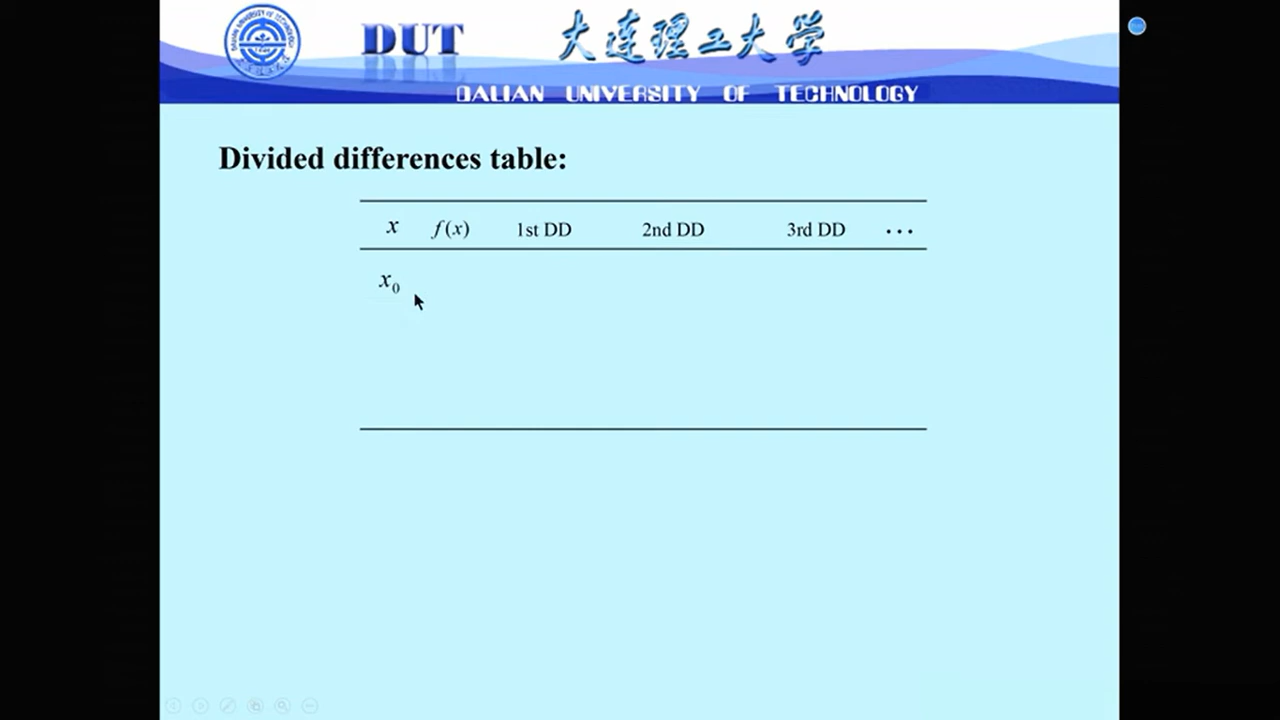 DUT
大连理工大学
DALIAN UNIVERSITY OF TECHNOLOGY
Divided differences table:
x f(x) 1st DD 2nd DD 3rd DD ···
x₀